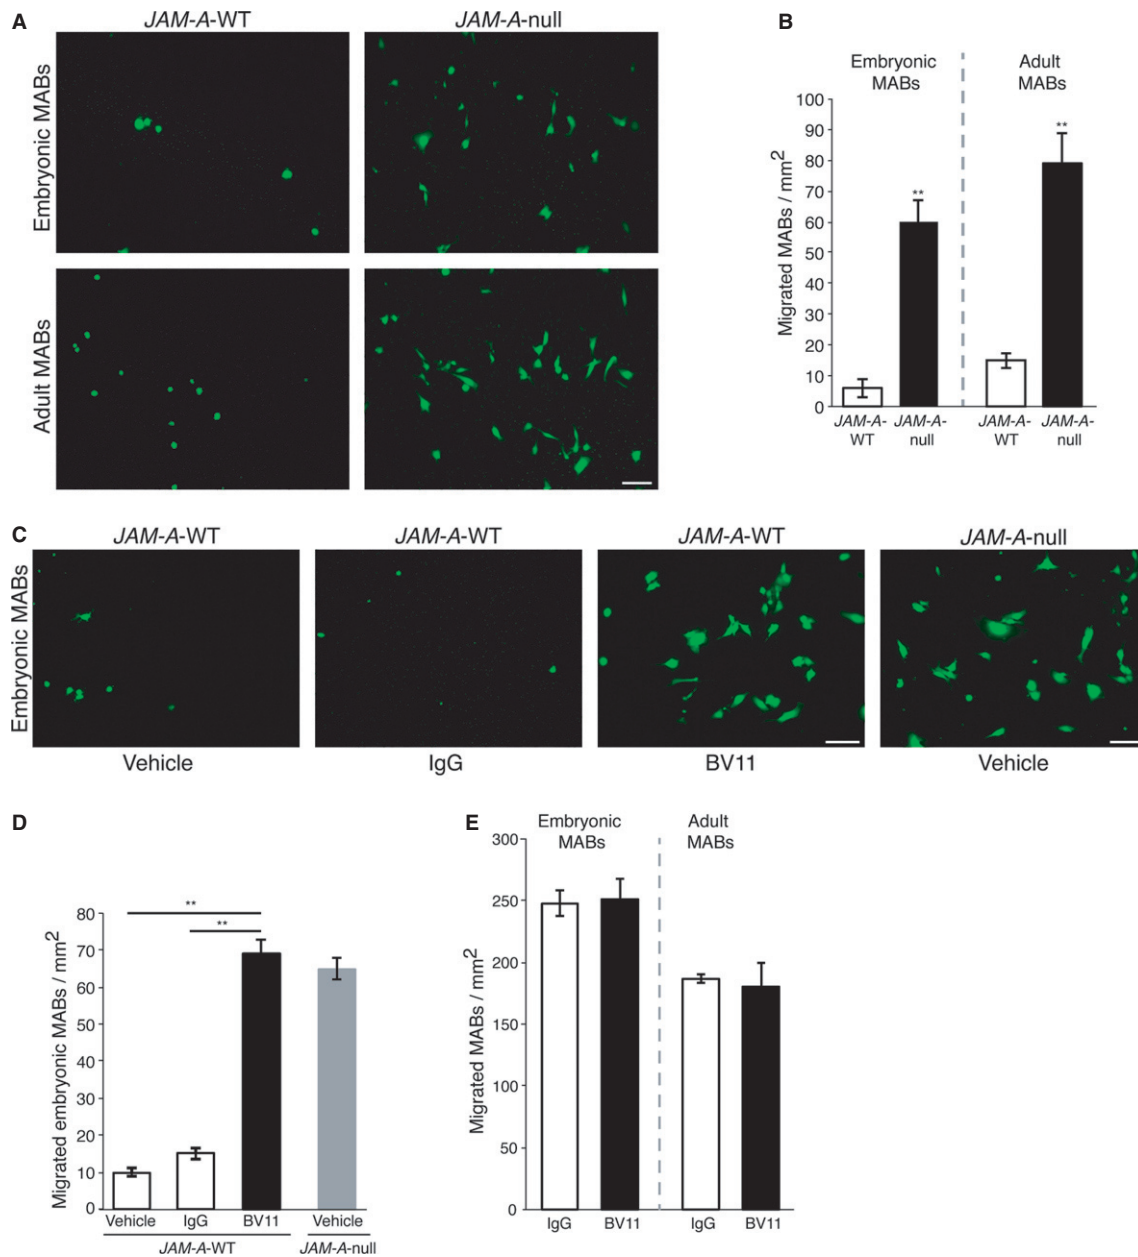 A
JAM-A-WT
JAM-A-null
Embryonic MABs
Adult MABs
B
Embryonic
MABs
Adult
MABs
Migrated MABs / mm2
100
90
80
70
60
50
40
30
20
10
0
**
**
JAM-A-
WT
JAM-A-
null
JAM-A-
WT
JAM-A-
null
C
JAM-A-WT
JAM-A-WT
JAM-A-WT
JAM-A-null
Embryonic MABs
Vehicle
IgG
BV11
Vehicle
D
Migrated embryonic MABs / mm2
80
70
60
50
40
30
20
10
0
**
**
Vehicle
IgG
BV11
Vehicle
JAM-A-WT
JAM-A-null
E
Embryonic
MABs
Adult
MABs
Migrated MABs / mm2
300
250
200
150
100
50
0
IgG
BV11
IgG
BV11